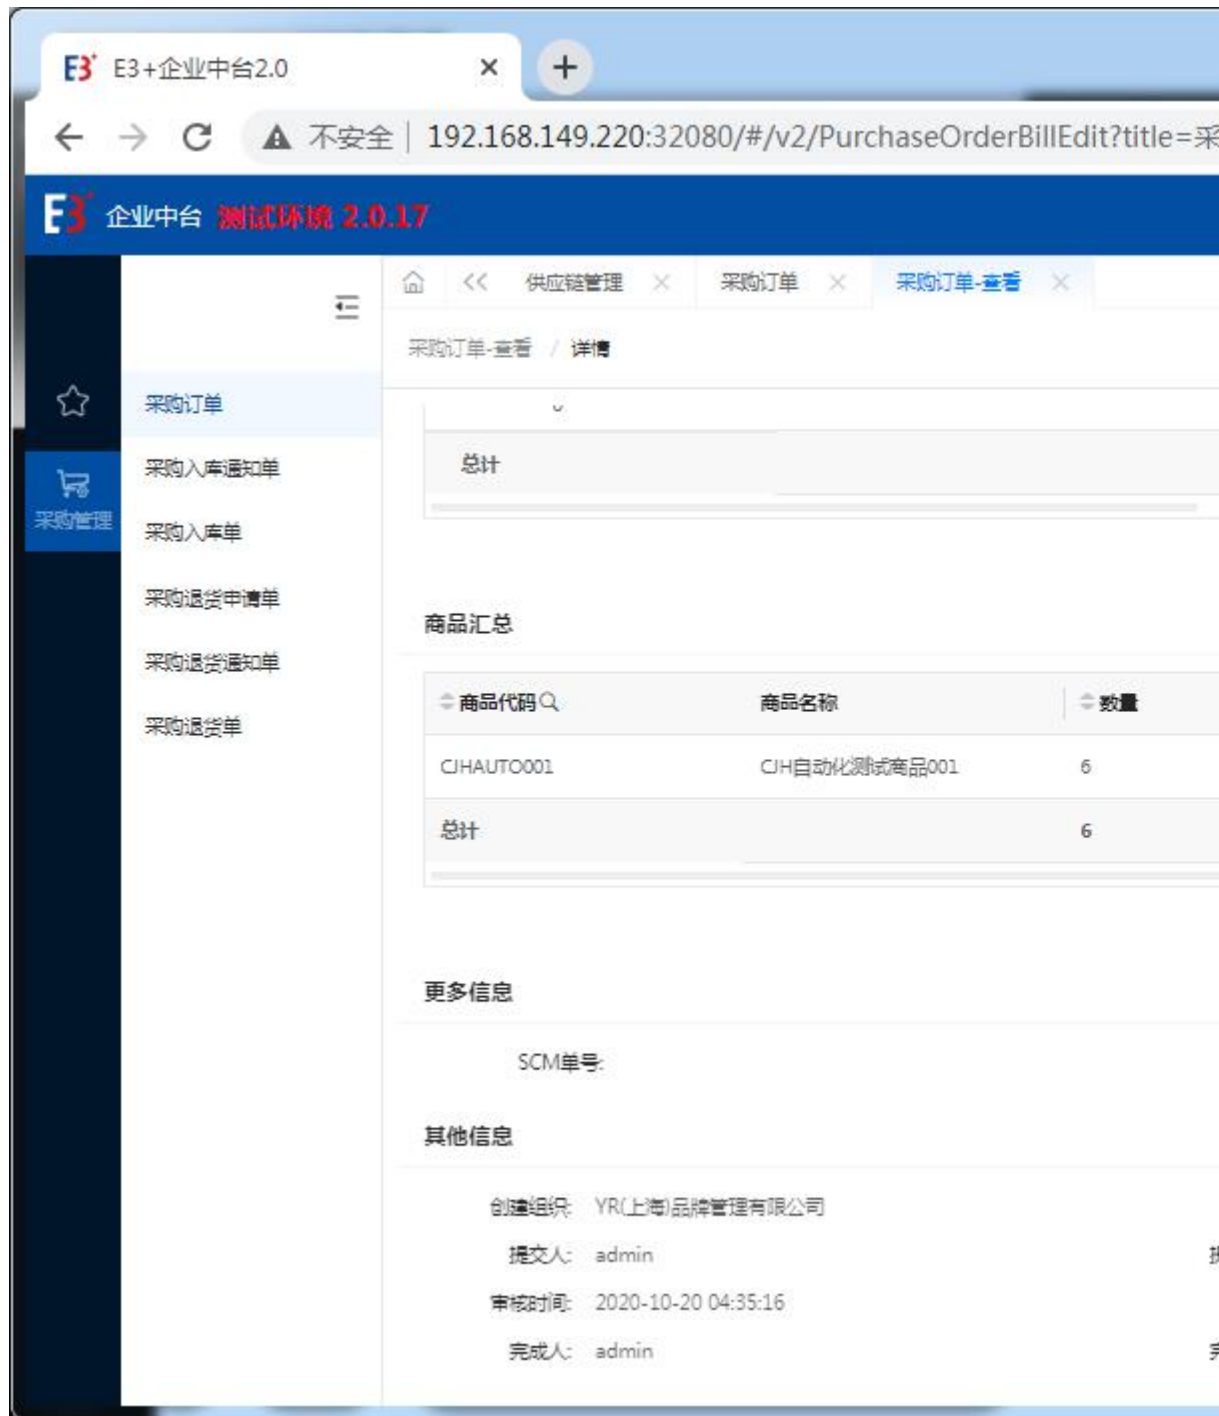 E3+ E3+企业中台2.0
不安全 | 192.168.149.220:32080/#/v2/PurchaseOrderBillEdit?title=采
E3+ 企业中台 测试环境 2.0.17
供应链管理 采购订单 采购订单-查看
采购订单-查看 / 详情
采购管理
采购订单
采购入库通知单
采购入库单
采购退货申请单
采购退货通知单
采购退货单
总计
商品汇总
商品代码 商品名称 数量
CJHAUTO001 CJH自动化测试商品001 6
总计 6
更多信息
SCM单号:
其他信息
创建组织: YR(上海)品牌管理有限公司
提交人: admin
审核时间: 2020-10-20 04:35:16
完成人: admin